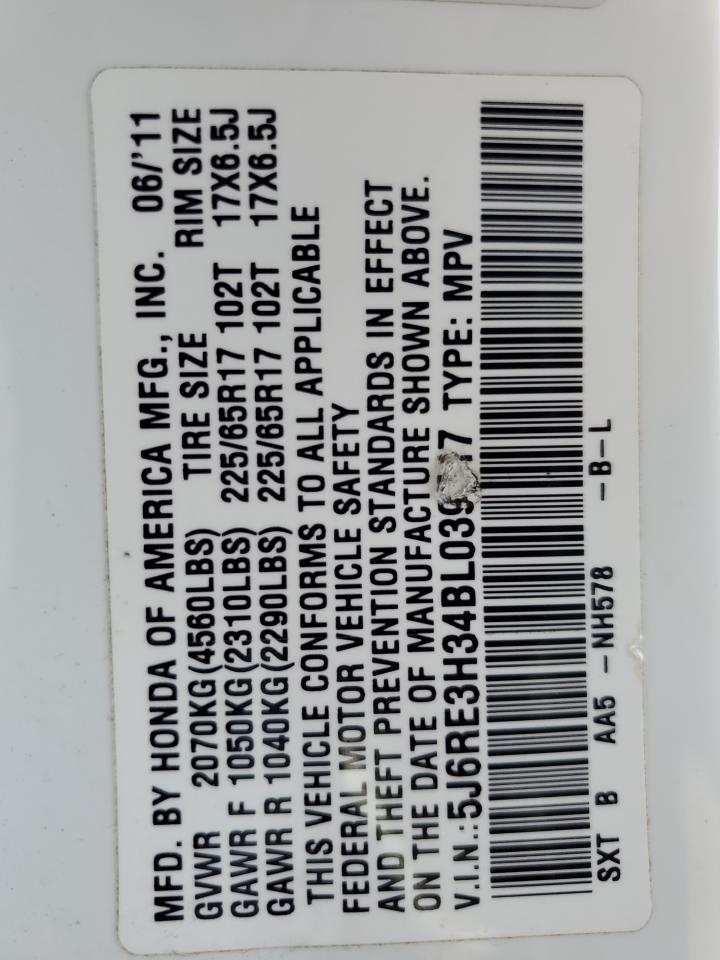 MFD. BY HONDA OF AMERICA MFG., INC. 06/'11
GVWR 2070KG(4560LBS) TIRE SIZE RIM SIZE
GAWR F 1050KG(2310LBS) 225/65R17 102T 17X6.5J
GAWR R 1040KG(2290LBS) 225/65R17 102T 17X6.5J
THIS VEHICLE CONFORMS TO ALL APPLICABLE
FEDERAL MOTOR VEHICLE SAFETY
AND THEFT PREVENTION STANDARDS IN EFFECT
ON THE DATE OF MANUFACTURE SHOWN ABOVE.
V.I.N.: TYPE: MPV
SXT B AA5 -NH578 -B-L